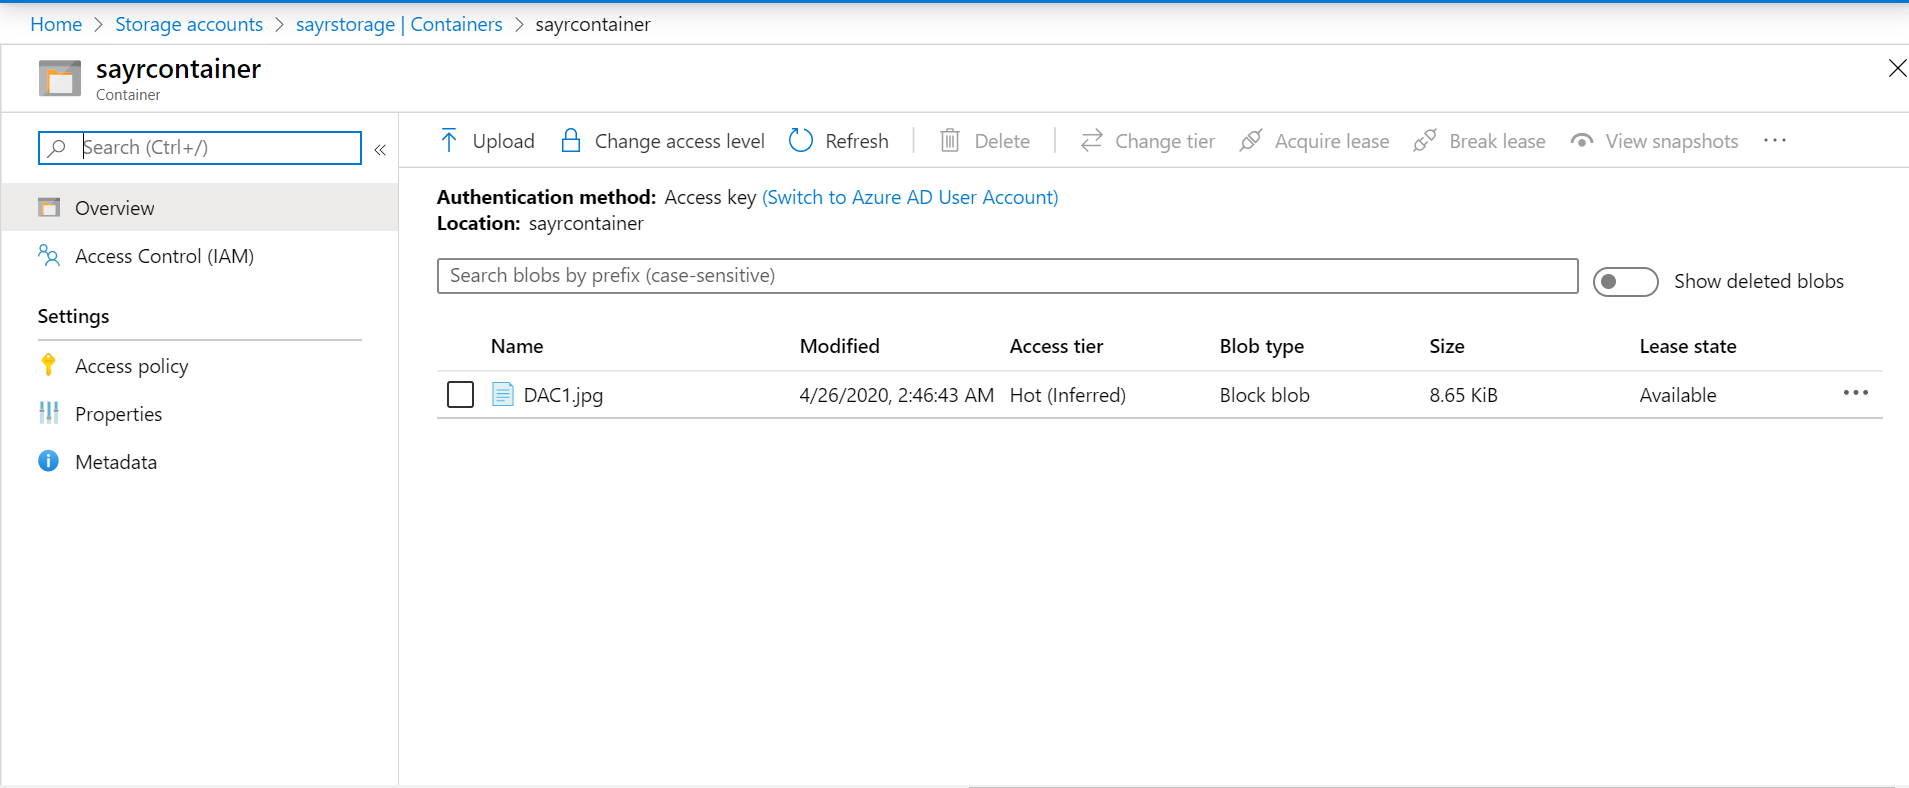 Home > Storage accounts > sayrstorage | Containers > sayrcontainer
sayrcontainer
Container
Search (Ctrl+/)
«
Overview
Access Control (IAM)
Settings
Access policy
Properties
Metadata
Upload Change access level Refresh Delete Change tier Acquire lease Break lease View snapshots ...
Authentication method: Access key (Switch to Azure AD User Account)
Location: sayrcontainer
Search blobs by prefix (case-sensitive)
Show deleted blobs
Name Modified Access tier Blob type Size Lease state
DAC1.jpg 4/26/2020, 2:46:43 AM Hot (Inferred) Block blob 8.65 KiB Available ...